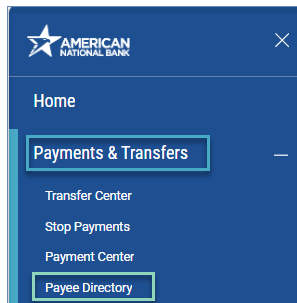 AMERICAN
NATIONAL BANK
Home
Payments & Transfers
Transfer Center
Stop Payments
Payment Center
Payee Directory